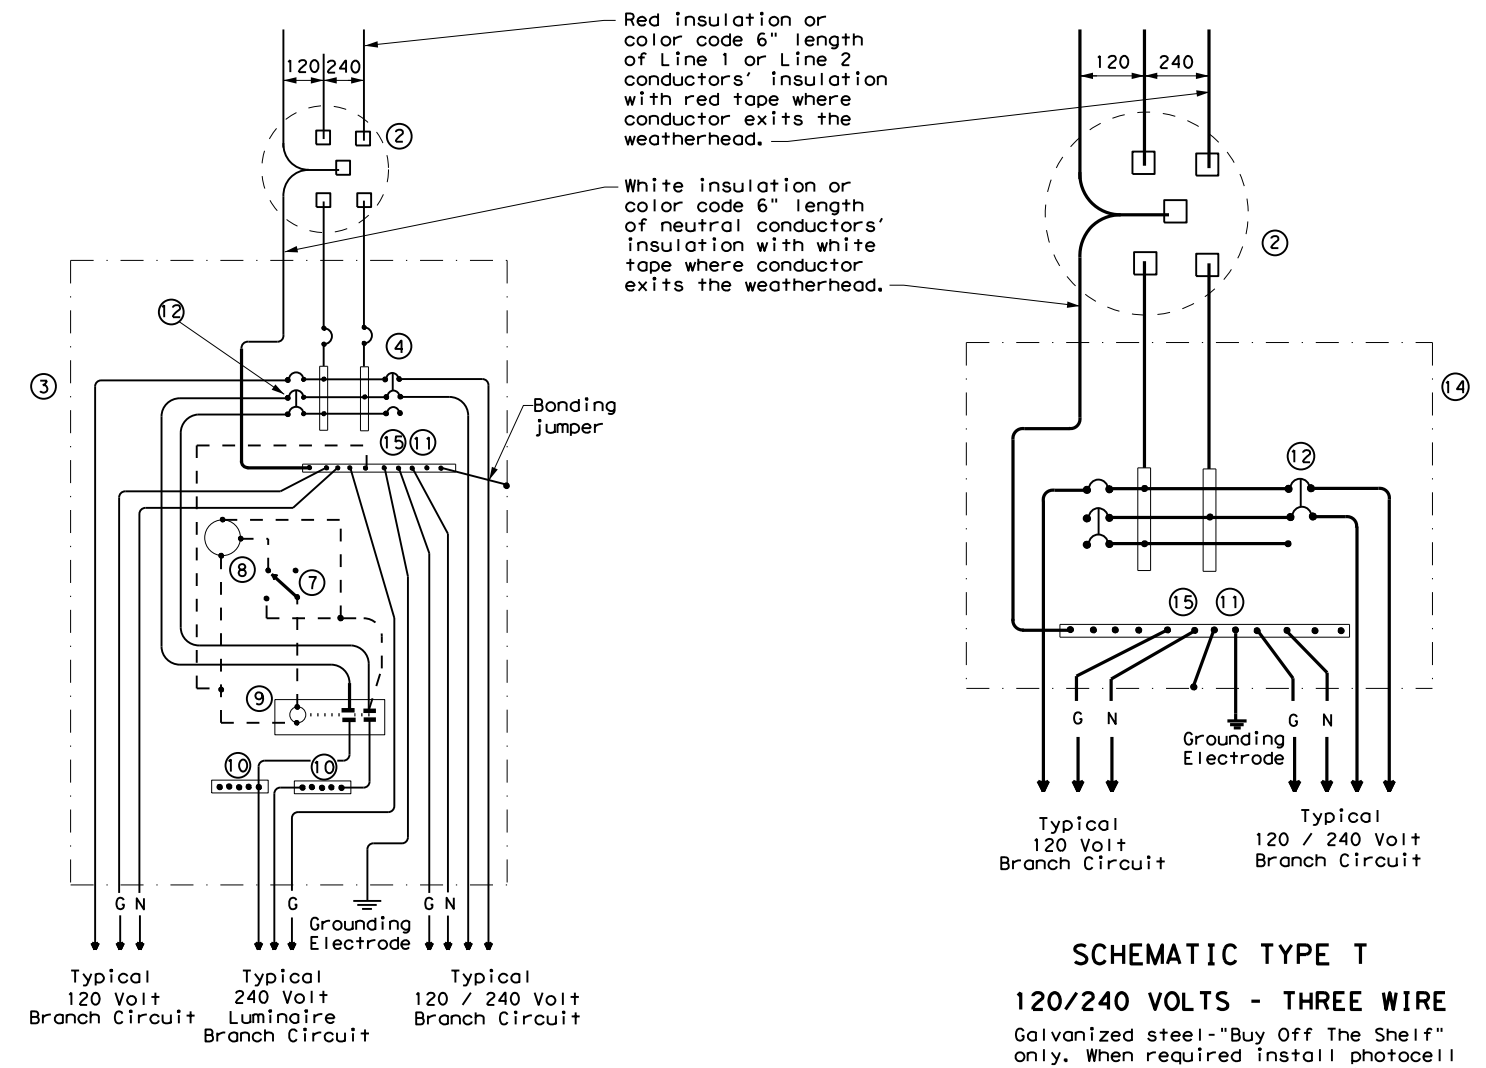 Red insulation or
color code 6" length
of Line 1 or Line 2
conductors' insulation
with red tape where
conductor exits the
weatherhead.
White insulation or
color code 6" length
of neutral conductors'
insulation with white
tape where conductor
exits the weatherhead.
120 240
2
12
4
3
Bonding
jumper
15 11
8
7
9
10 10
G N
G
G N
Grounding
Electrode
Typical
120 Volt
Branch Circuit
Typical
240 Volt
Luminaire
Branch Circuit
Typical
120 / 240 Volt
Branch Circuit
120 240
2
14
12
15 11
G N
G N
Grounding
Electrode
Typical
120 Volt
Branch Circuit
Typical
120 / 240 Volt
Branch Circuit
SCHEMATIC TYPE T
120/240 VOLTS - THREE WIRE
Galvanized steel-"Buy Off The Shelf"
only. When required install photocell